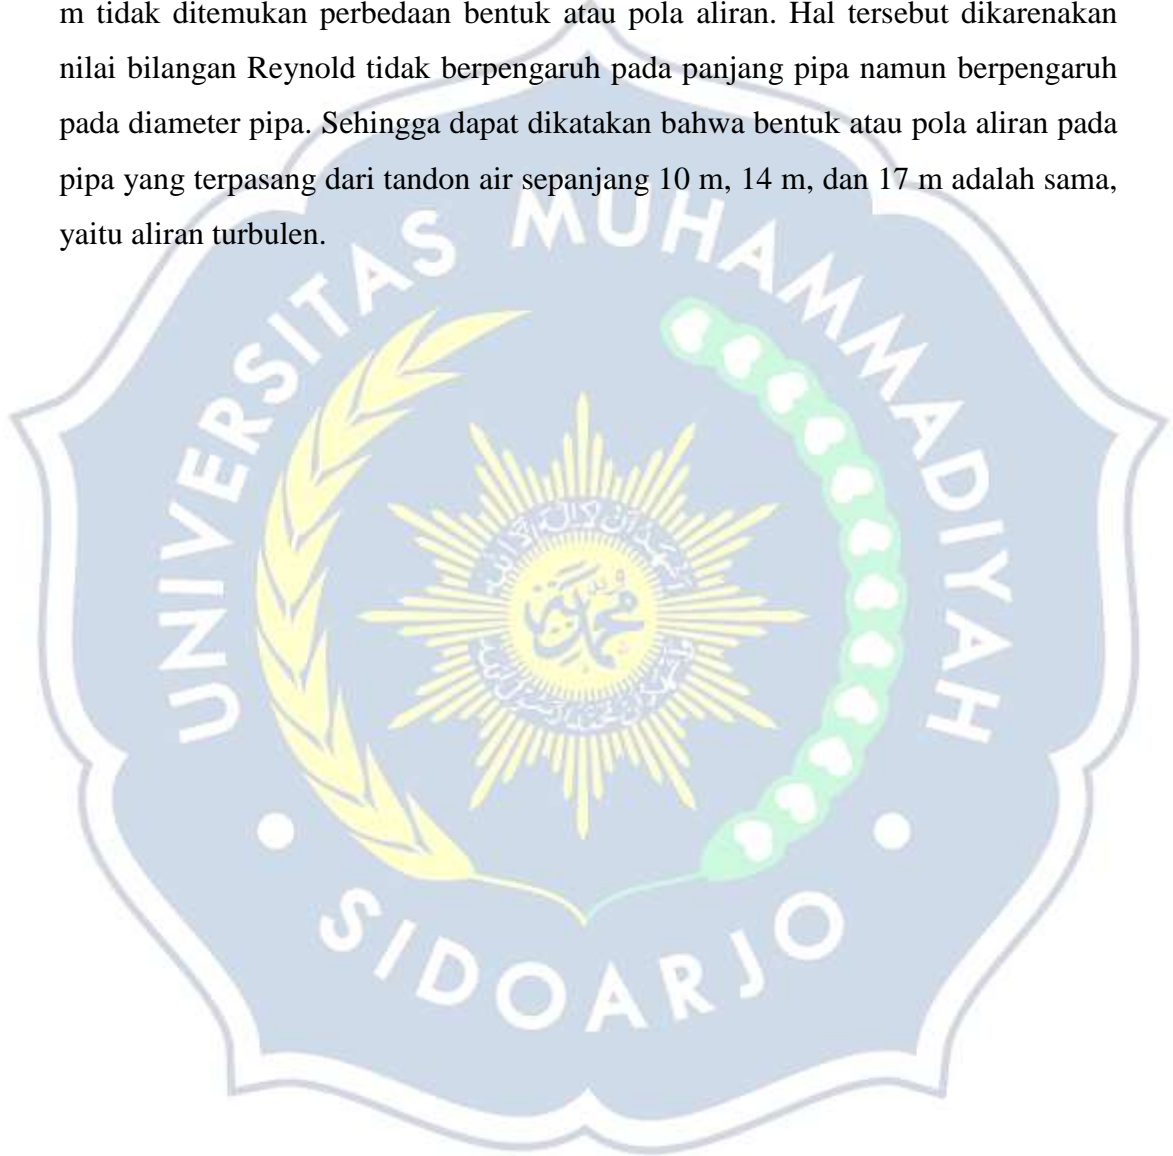 m tidak ditemukan perbedaan bentuk atau pola aliran. Hal tersebut dikarenakan
nilai bilangan Reynold tidak berpengaruh pada panjang pipa namun berpengaruh
pada diameter pipa. Sehingga dapat dikatakan bahwa bentuk atau pola aliran pada
pipa yang terpasang dari tandon air sepanjang 10 m, 14 m, dan 17 m adalah sama,
yaitu aliran turbulen.
UNIVERSITAS MUHAMMADIYAH
SIDOARJO
محمدية